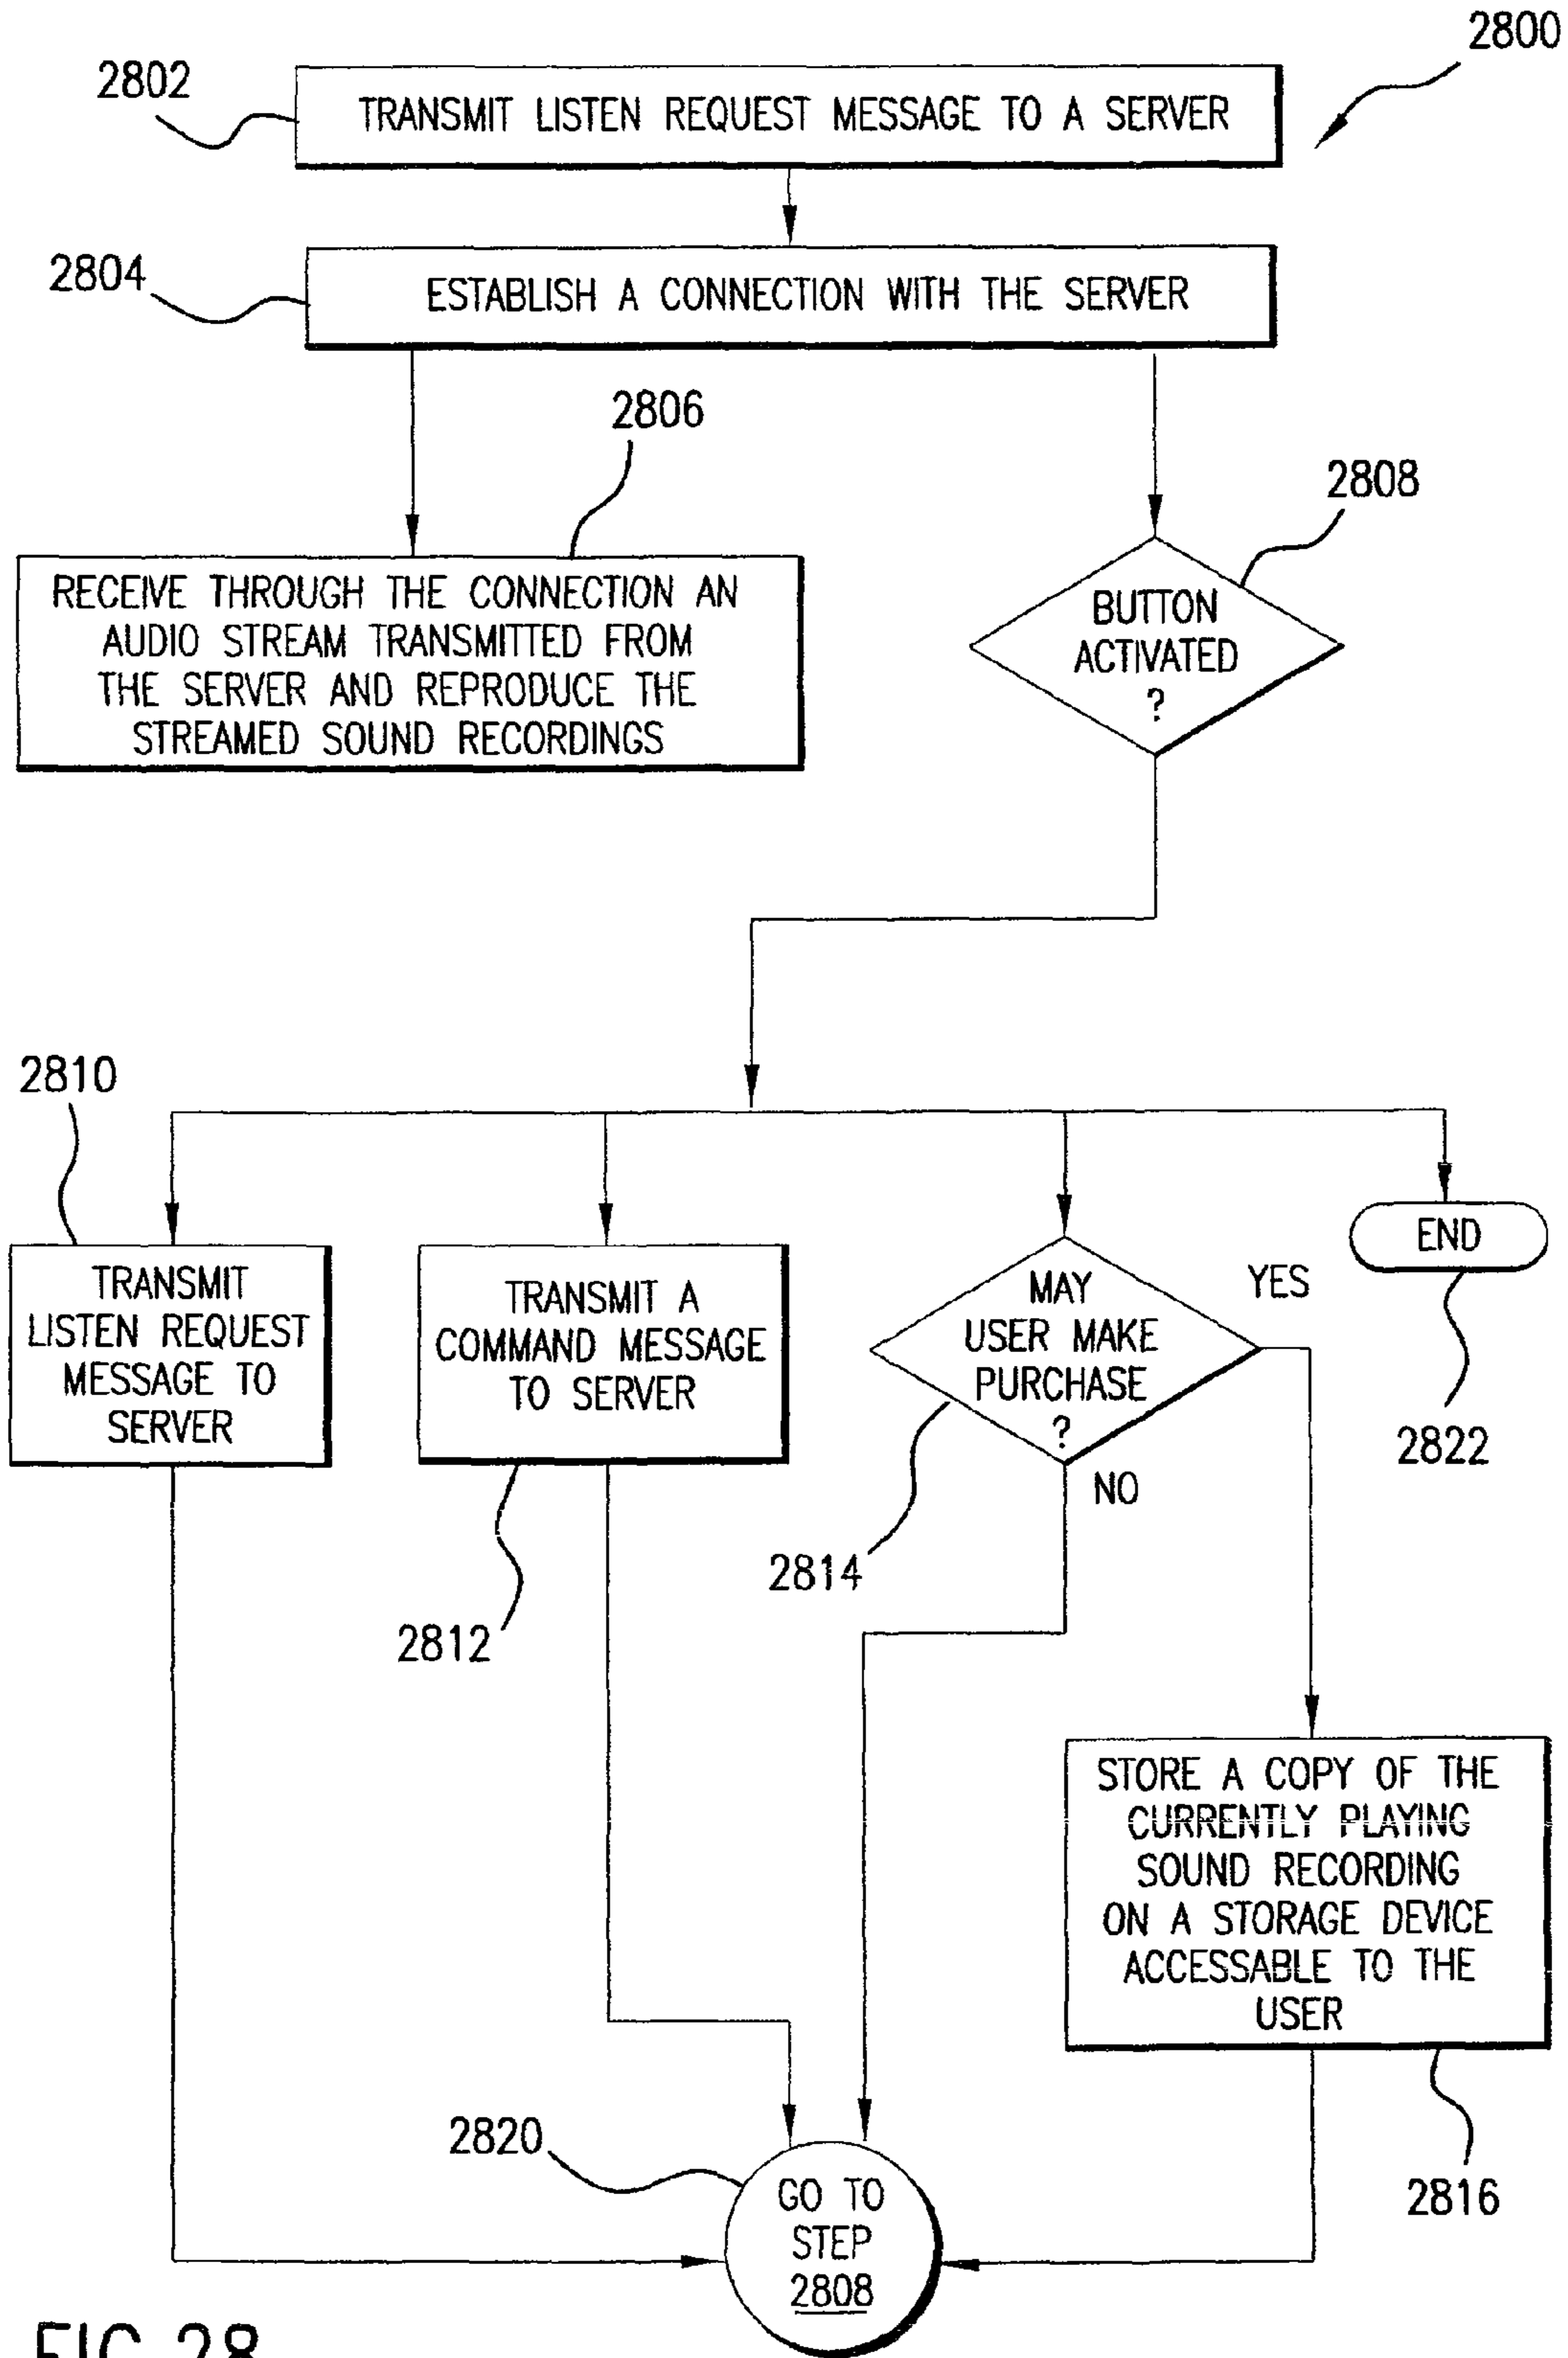 2800
2802
TRANSMIT LISTEN REQUEST MESSAGE TO A SERVER
2804
ESTABLISH A CONNECTION WITH THE SERVER
2806
2808
RECEIVE THROUGH THE CONNECTION AN
AUDIO STREAM TRANSMITTED FROM
THE SERVER AND REPRODUCE THE
STREAMED SOUND RECORDINGS
BUTTON
ACTIVATED
?
2810
TRANSMIT
LISTEN REQUEST
MESSAGE TO
SERVER
TRANSMIT A
COMMAND MESSAGE
TO SERVER
MAY
USER MAKE
PURCHASE
?
YES
NO
END
2822
2814
2812
STORE A COPY OF THE
CURRENTLY PLAYING
SOUND RECORDING
ON A STORAGE DEVICE
ACCESSABLE TO THE
USER
2816
2820
GO TO
STEP
2808
FIG.28